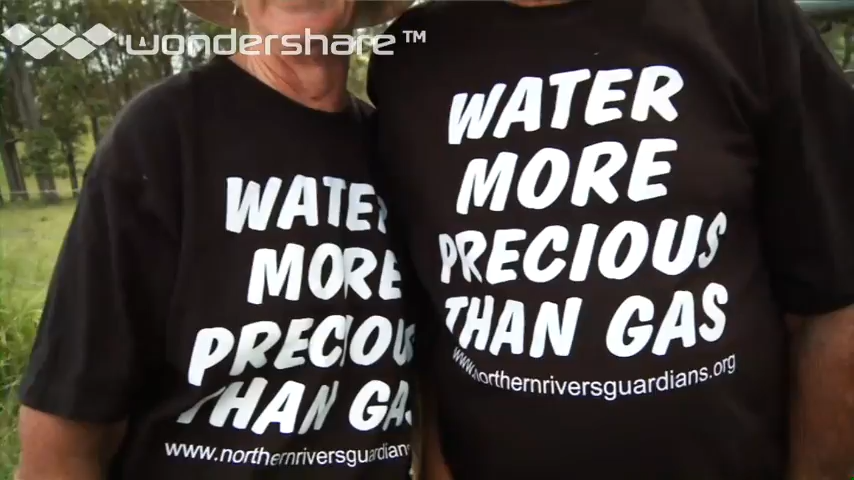 wondershare™
WATER
MORE
PRECIOUS
THAN GAS
www.northernriversguardians
WATER
MORE
PRECIOUS
THAN GAS
www.northernriversguardians.org